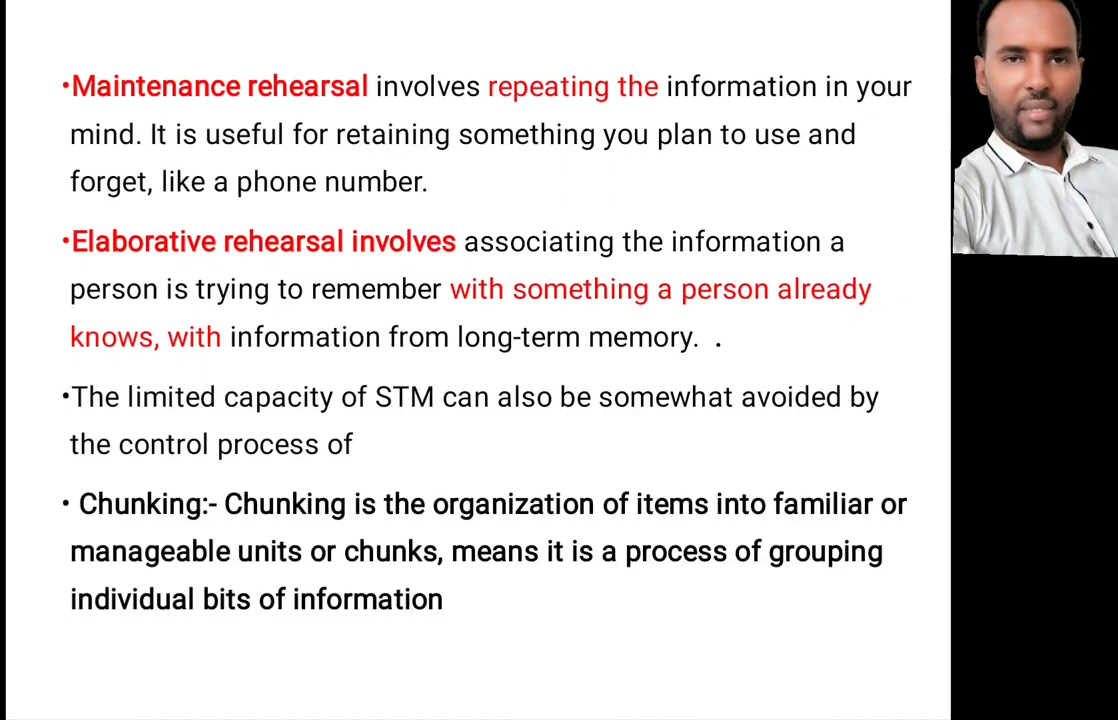 •Maintenance rehearsal involves repeating the information in your
mind. It is useful for retaining something you plan to use and
forget, like a phone number.
•Elaborative rehearsal involves associating the information a
person is trying to remember with something a person already
knows, with information from long-term memory.  .
•The limited capacity of STM can also be somewhat avoided by
the control process of
• Chunking:- Chunking is the organization of items into familiar or
manageable units or chunks, means it is a process of grouping
individual bits of information